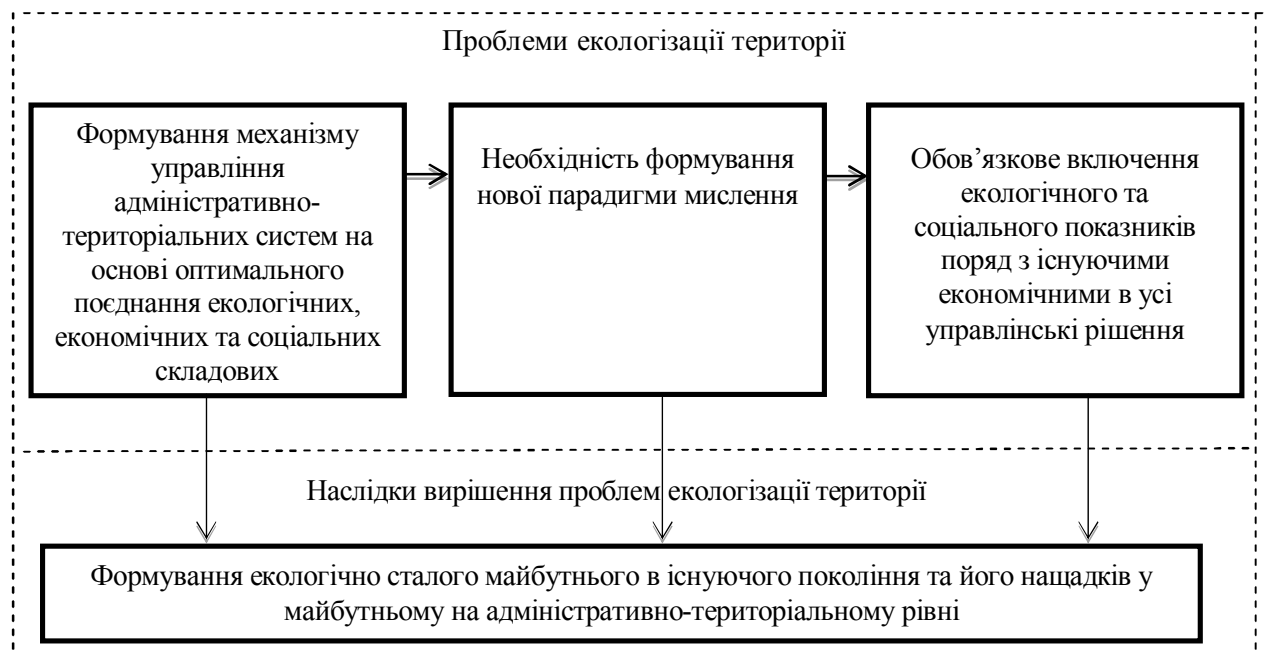 Проблеми екологізації території
Формування механізму
управління
адміністративно-
територіальних систем на
основі оптимального
поєднання екологічних,
економічних та соціальних
складових
Необхідність формування
нової парадигми мислення
Обов’язкове включення
екологічного та
соціального показників
поряд з існуючими
економічними в усі
управлінські рішення
Наслідки вирішення проблем екологізації території
Формування екологічно сталого майбутнього в існуючого покоління та його нащадків у
майбутньому на адміністративно-територіальному рівні